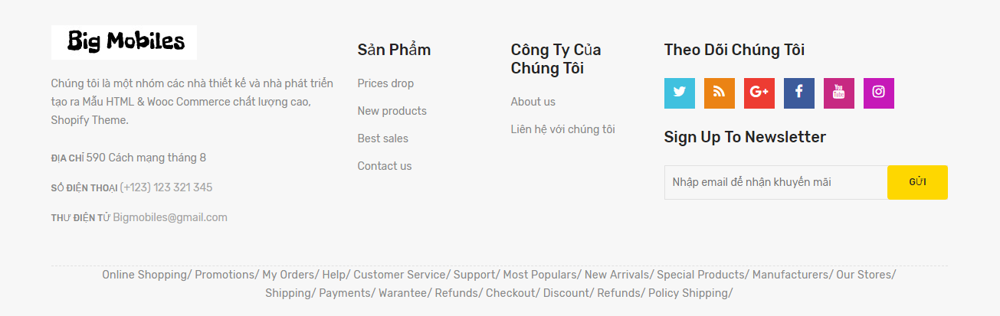 Big Mobiles
Chúng tôi là một nhóm các nhà thiết kế và nhà phát triển
tạo ra Mẫu HTML & Wooc Commerce chất lượng cao,
Shopify Theme.
ĐỊA CHỈ 590 Cách mạng tháng 8
SỐ ĐIỆN THOẠI (+123) 123 321 345
THƯ ĐIỆN TỬ Bigmobiles@gmail.com
Sản Phẩm
Prices drop
New products
Best sales
Contact us
Công Ty Của
Chúng Tôi
About us
Liên hệ với chúng tôi
Theo Dõi Chúng Tôi
G+ f You Tube
Sign Up To Newsletter
Nhập email để nhận khuyến mãi
GỬI
Online Shopping/ Promotions/ My Orders/ Help/ Customer Service/ Support/ Most Populars/ New Arrivals/ Special Products/ Manufacturers/ Our Stores/
Shipping/ Payments/ Warantee/ Refunds/ Checkout/ Discount/ Refunds/ Policy Shipping/